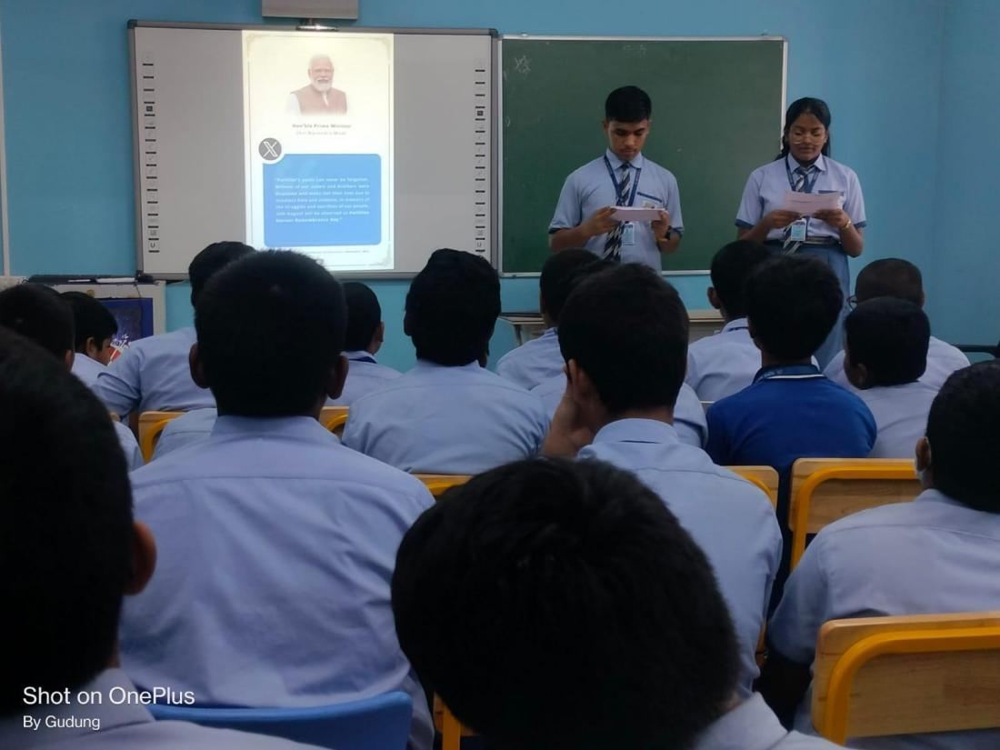 Hon'ble Prime Minister
Shri Narendra Modi
X
"Partition's pains can never be forgotten.
Millions of our sisters and brothers were
displaced and many lost their lives due to
mindless hate and violence. In memory of
the struggles and sacrifices of our people,
14th August will be observed as Partition
Horrors Remembrance Day."
Shot on OnePlus
By Gudung